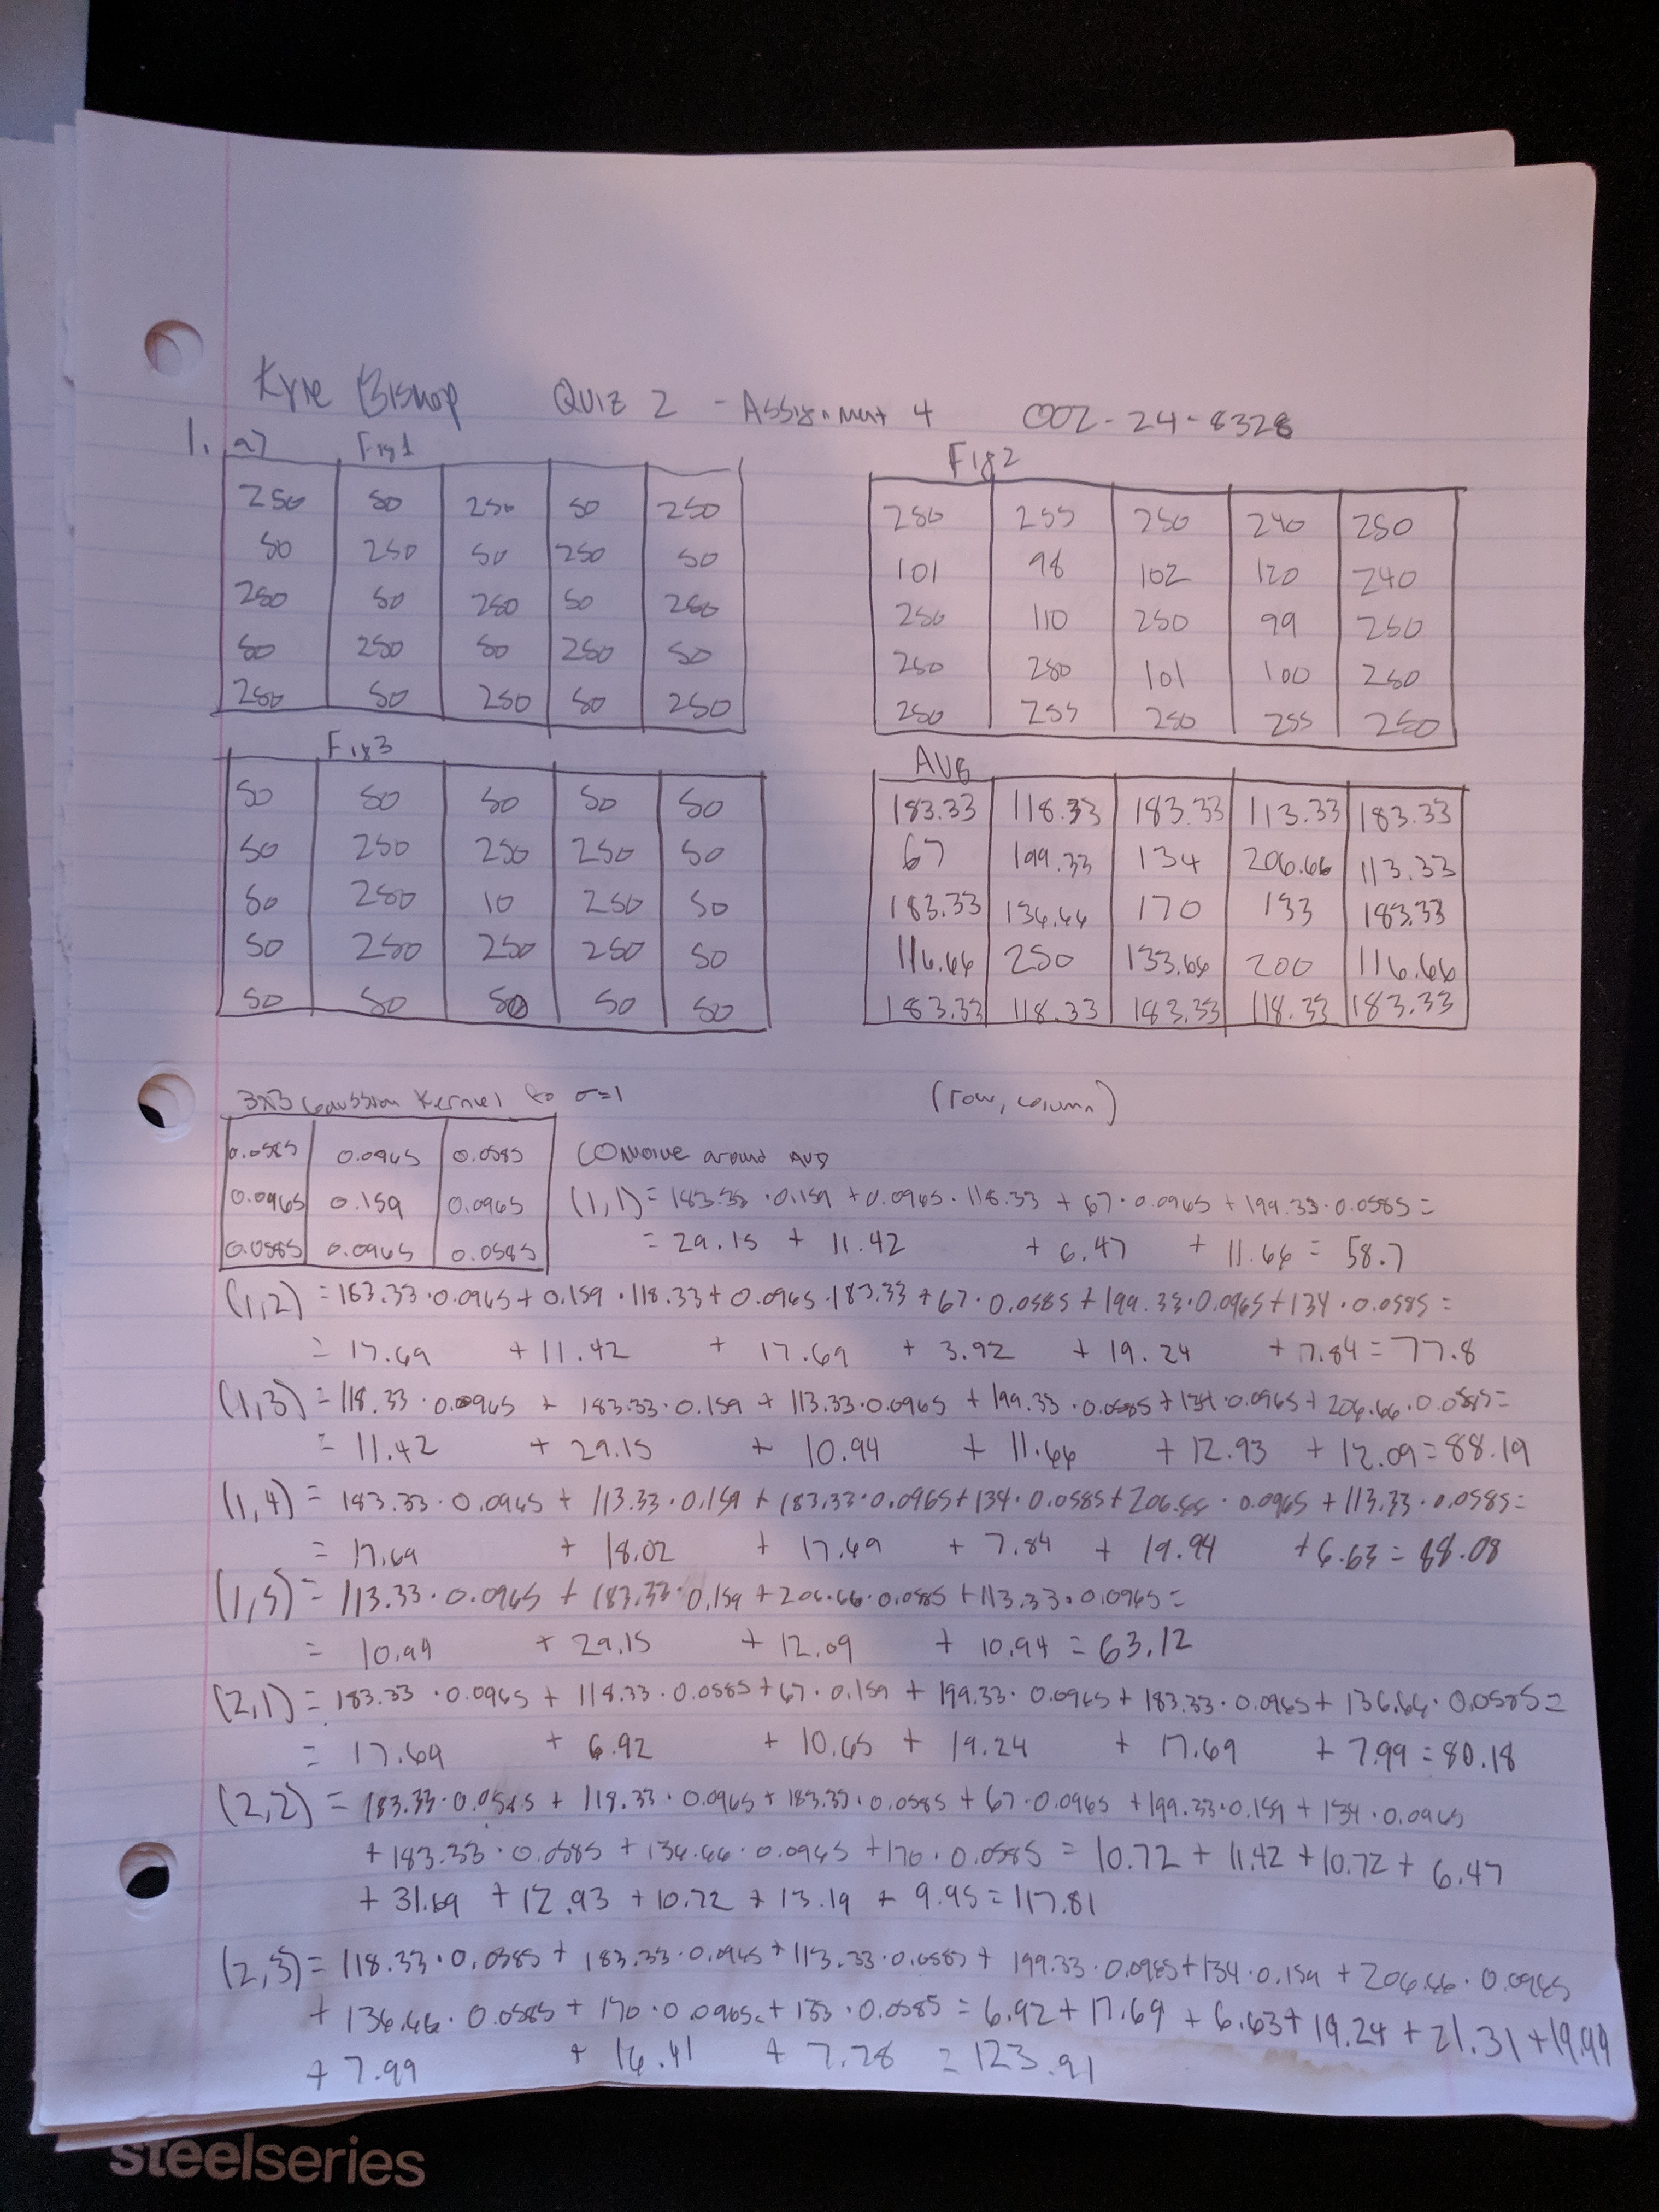 Kyle Bishop Quiz 2 - Assignment 4 002-24-8328
1. a) Fig1 Fig2
250 50 250 50 250
50 250 50 250 50
250 50 250 50 250
50 250 50 250 50
250 50 250 50 250
250 255 250 240 250
101 98 102 120 240
250 110 250 99 250
250 250 101 100 250
250 255 250 255 250
Fig3
50 50 50 50 50
50 250 250 250 50
50 250 10 250 50
50 250 250 250 50
50 50 50 50 50
AVG
183.33 118.33 183.33 113.33 183.33
67 199.33 134 206.66 113.33
183.33 136.66 170 133 183.33
116.66 250 133.66 200 116.66
183.33 118.33 183.33 118.33 183.33
3x3 Gaussian Kernel σ=1 (row, column)
0.0585 0.0965 0.0585
0.0965 0.159 0.0965
0.0585 0.0965 0.0585
Convolve around AVG
(1,1) = 183.33 · 0.159 + 0.0965 · 118.33 + 67 · 0.0965 + 199.33 · 0.0585 =
= 29.15 + 11.42 + 6.47 + 11.66 = 58.7
(1,2) = 183.33 · 0.0965 + 0.159 · 118.33 + 0.0965 · 183.33 + 67 · 0.0585 + 199.33 · 0.0965 + 134 · 0.0585 =
= 17.69 + 11.42 + 17.69 + 3.92 + 19.24 + 7.84 = 77.8
(1,3) = 118.33 · 0.0965 + 183.33 · 0.159 + 113.33 · 0.0965 + 199.33 · 0.0585 + 134 · 0.0965 + 206.66 · 0.0585 =
= 11.42 + 29.15 + 10.94 + 11.66 + 12.93 + 12.09 = 88.19
(1,4) = 183.33 · 0.0965 + 113.33 · 0.159 + 183.33 · 0.0965 + 134 · 0.0585 + 206.66 · 0.0965 + 113.33 · 0.0585 =
= 17.69 + 18.02 + 17.69 + 7.84 + 19.94 + 6.63 = 88.08
(1,5) = 113.33 · 0.0965 + 183.33 · 0.159 + 206.66 · 0.0585 + 113.33 · 0.0965 =
= 10.94 + 29.15 + 12.09 + 10.94 = 63.12
(2,1) = 183.33 · 0.0965 + 118.33 · 0.0585 + 67 · 0.159 + 199.33 · 0.0965 + 183.33 · 0.0965 + 136.66 · 0.0585 =
= 17.69 + 6.92 + 10.65 + 19.24 + 17.69 + 7.99 = 80.18
(2,2) = 183.33 · 0.0585 + 118.33 · 0.0965 + 183.33 · 0.0585 + 67 · 0.0965 + 199.33 · 0.159 + 134 · 0.0965
+ 183.33 · 0.0585 + 136.66 · 0.0965 + 170 · 0.0585 = 10.72 + 11.42 + 10.72 + 6.47
+ 31.69 + 12.93 + 10.72 + 13.19 + 9.95 = 117.81
(2,3) = 118.33 · 0.0585 + 183.33 · 0.0965 + 113.33 · 0.0585 + 199.33 · 0.0965 + 134 · 0.159 + 206.66 · 0.0965
+ 136.66 · 0.0585 + 170 · 0.0965 + 133 · 0.0585 = 6.92 + 17.69 + 6.63 + 19.24 + 21.31 + 19.94
+ 7.99 + 16.41 + 7.78 = 123.91
steelseries